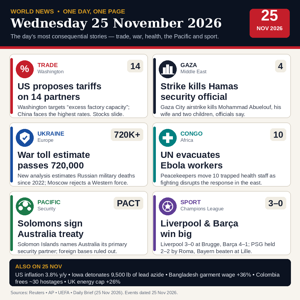 WORLD NEWS • ONE DAY, ONE PAGE
Wednesday 25 November 2026
The day's most consequential stories - trade, war, health, the Pacific and sport.
25
NOV 2026
%
TRADE
Washington
14
US proposes tariffs
on 14 partners
Washington targets "excess factory capacity";
China faces the highest rates. Stocks slide.
GAZA
Middle East
4
Strike kills Hamas
security official
Gaza City airstrike kills Mohammad Abuelouf, his
wife and two children, officials say.
UKRAINE
Europe
720K+
War toll estimate
passes 720,000
New analysis estimates Russian military deaths
since 2022; Moscow rejects a Western force.
CONGO
Africa
10
UN evacuates
Ebola workers
Peacekeepers move 10 trapped health staff as
fighting disrupts the response in the east.
PACIFIC
Security
PACT
Solomons sign
Australia treaty
Solomon Islands names Australia its primary
security partner; foreign bases ruled out.
SPORT
Champions League
3–0
Liverpool & Barça
win big
Liverpool 3–0 at Brugge, Barça 4–1; PSG held
2–2 by Roma, Bayern beaten at Lille.
ALSO ON 25 NOV
US inflation 3.8% y/y • Iowa detonates 9,500 lb of lead azide • Bangladesh garment wage +36% • Colombia
frees ~30 hostages • UK energy cap +26%
Sources: Reuters • AP • UEFA • Daily Brief (25 Nov 2026). Events dated 25 Nov 2026.